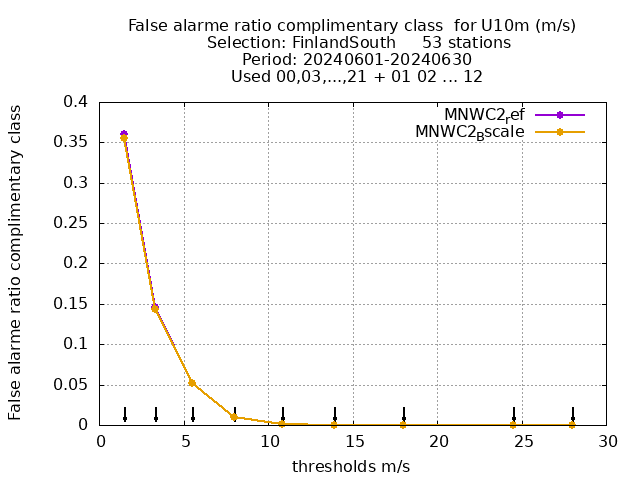 False alarme ratio complimentary class  for U10m (m/s)
Selection: FinlandSouth     53 stations
Period: 20240601-20240630
Used 00,03,...,21 + 01 02 ... 12
False alarme ratio complimentary class
0.4
0.35
0.3
0.25
0.2
0.15
0.1
0.05
0
MNWC2ref
MNWC2Bscale
0 5 10 15 20 25 30
thresholds m/s